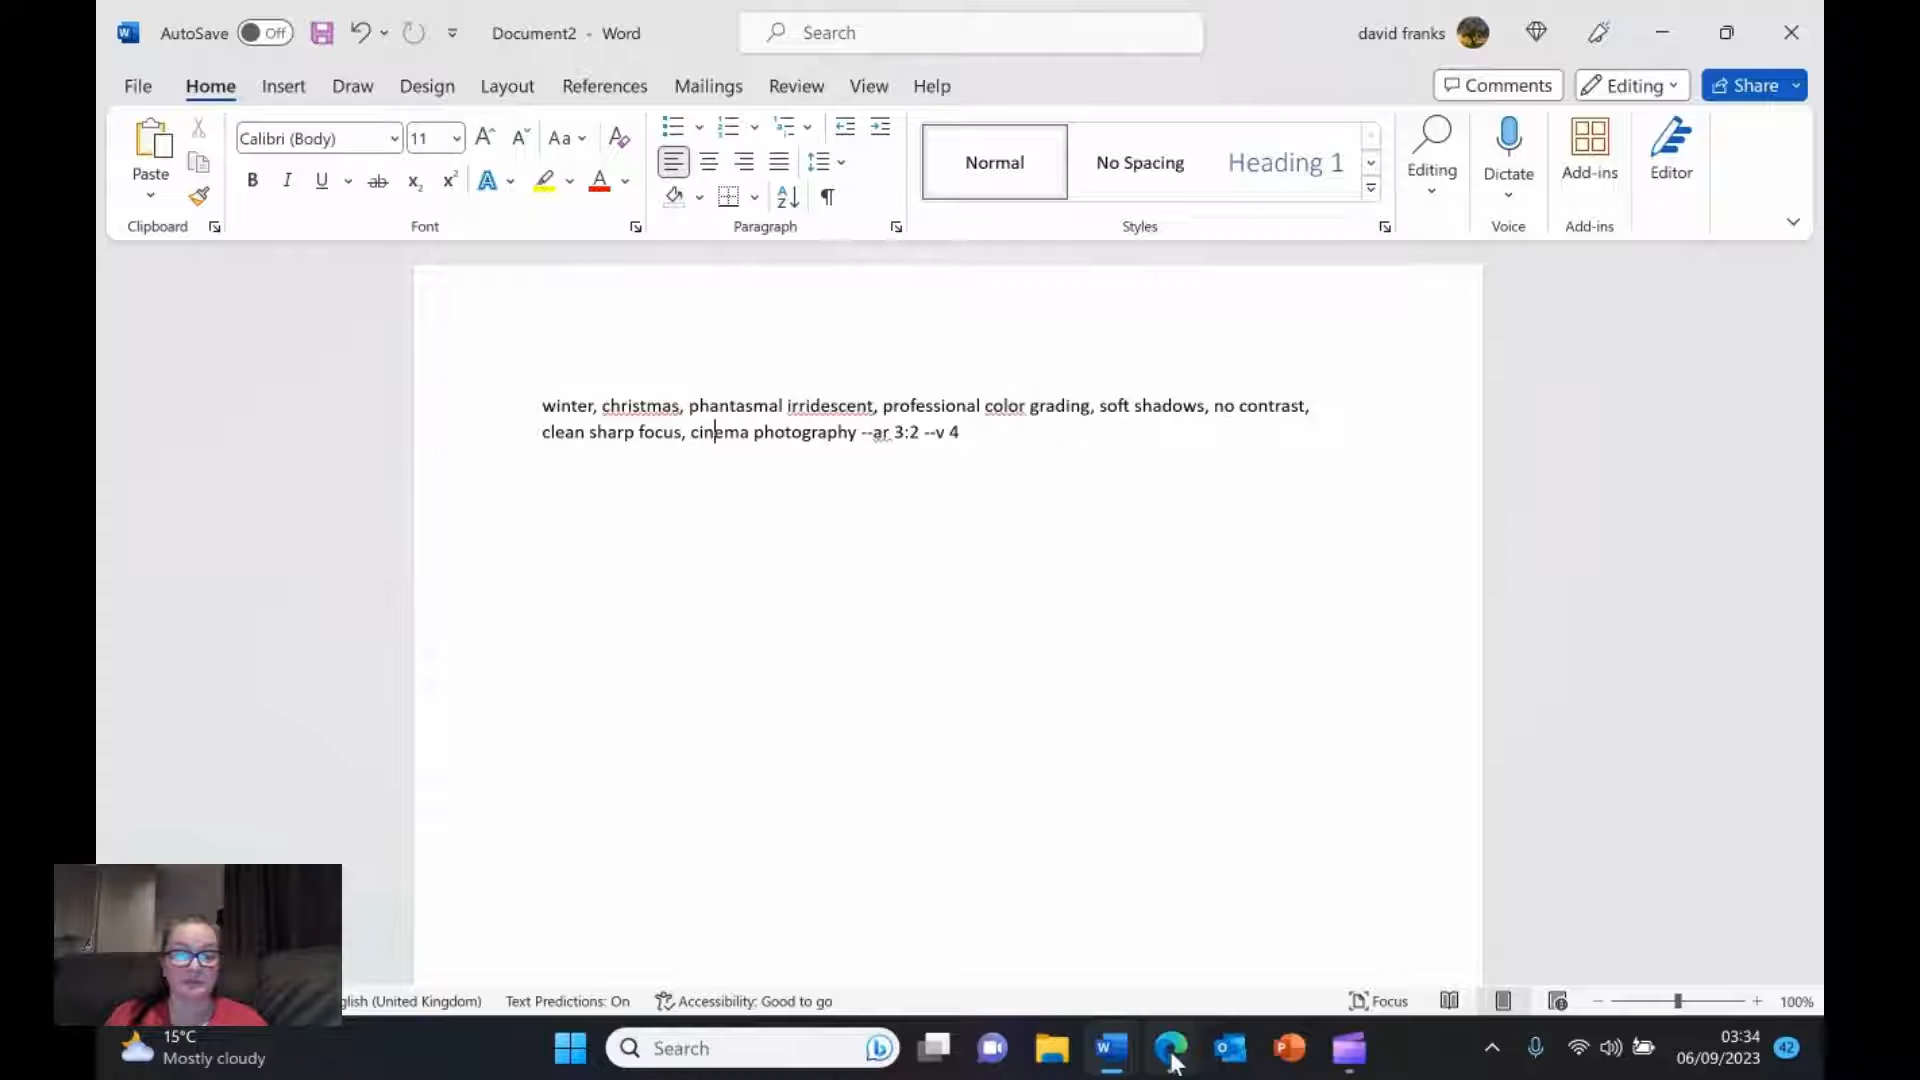 AutoSave Off Document2 - Word Search david franks
File Home Insert Draw Design Layout References Mailings Review View Help Comments Editing Share
Paste
Clipboard
Calibri (Body) 11
Font
Paragraph
Normal No Spacing Heading 1
Styles
Editing
Dictate
Voice
Add-ins
Add-ins
Editor
winter, christmas, phantasmal irridescent, professional color grading, soft shadows, no contrast,
clean sharp focus, cinema photography --ar 3:2 --v 4
glish (United Kingdom) Text Predictions: On Accessibility: Good to go Focus 100%
15°C
Mostly cloudy
Search
03:34
06/09/2023
42